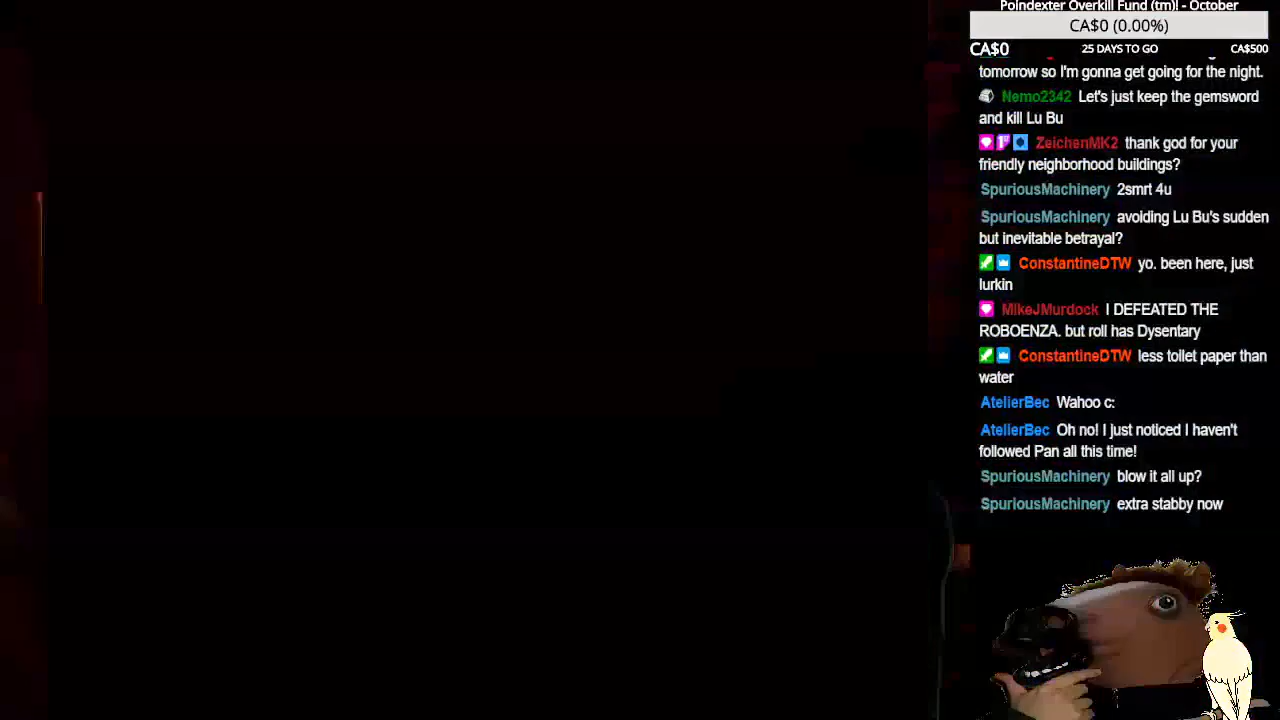 Poindexter Overkill Fund (tm)! - October
CA$0 (0.00%)
CA$0 25 DAYS TO GO CA$500
tomorrow so I'm gonna get going for the night.
Nemo2342 Let's just keep the gemsword
and kill Lu Bu
ZeichenMK2 thank god for your
friendly neighborhood buildings?
SpuriousMachinery 2smrt 4u
SpuriousMachinery avoiding Lu Bu's sudden
but inevitable betrayal?
ConstantineDTW yo. been here, just
lurkin
MikeJMurdock I DEFEATED THE
ROBOENZA. but roll has Dysentary
ConstantineDTW less toilet paper than
water
AtelierBec Wahoo c:
AtelierBec Oh no! I just noticed I haven't
followed Pan all this time!
SpuriousMachinery blow it all up?
SpuriousMachinery extra stabby now